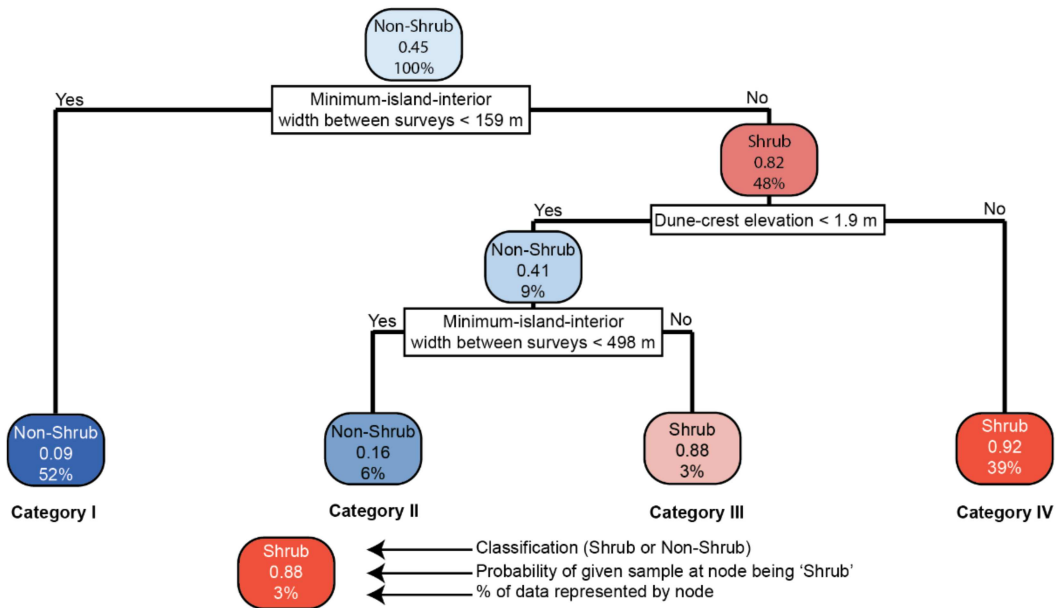 Non-Shrub
0.45
100%
Yes
Minimum-island-interior
width between surveys < 159 m
No
Shrub
0.82
48%
Yes
Dune-crest elevation < 1.9 m
No
Non-Shrub
0.41
9%
Yes
Minimum-island-interior
width between surveys < 498 m
No
Non-Shrub
0.09
52%
Category I
Non-Shrub
0.16
6%
Category II
Shrub
0.88
3%
Category III
Shrub
0.92
39%
Category IV
Shrub
0.88
3%
Classification (Shrub or Non-Shrub)
Probability of given sample at node being ‘Shrub’
% of data represented by node